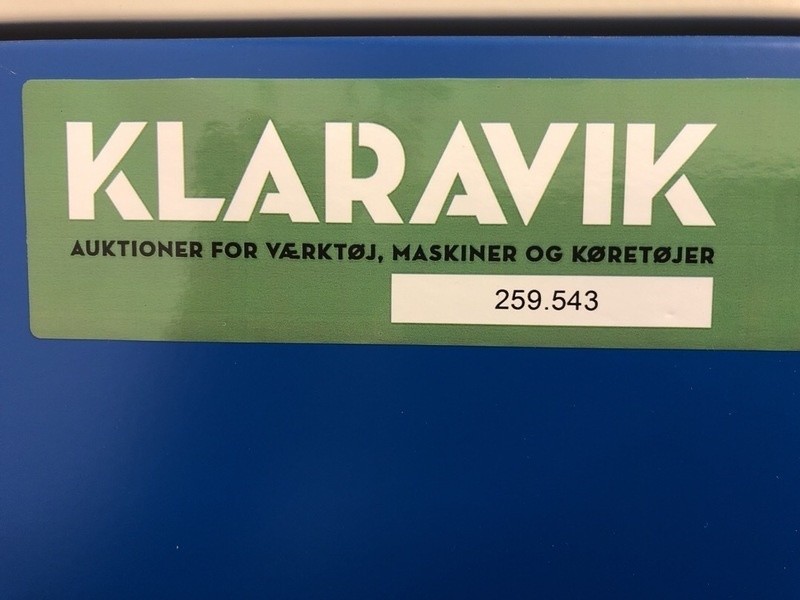 KLARAVIK
AUKTIONER FOR VÆRKTØJ, MASKINER OG KØRETØJER
259.543